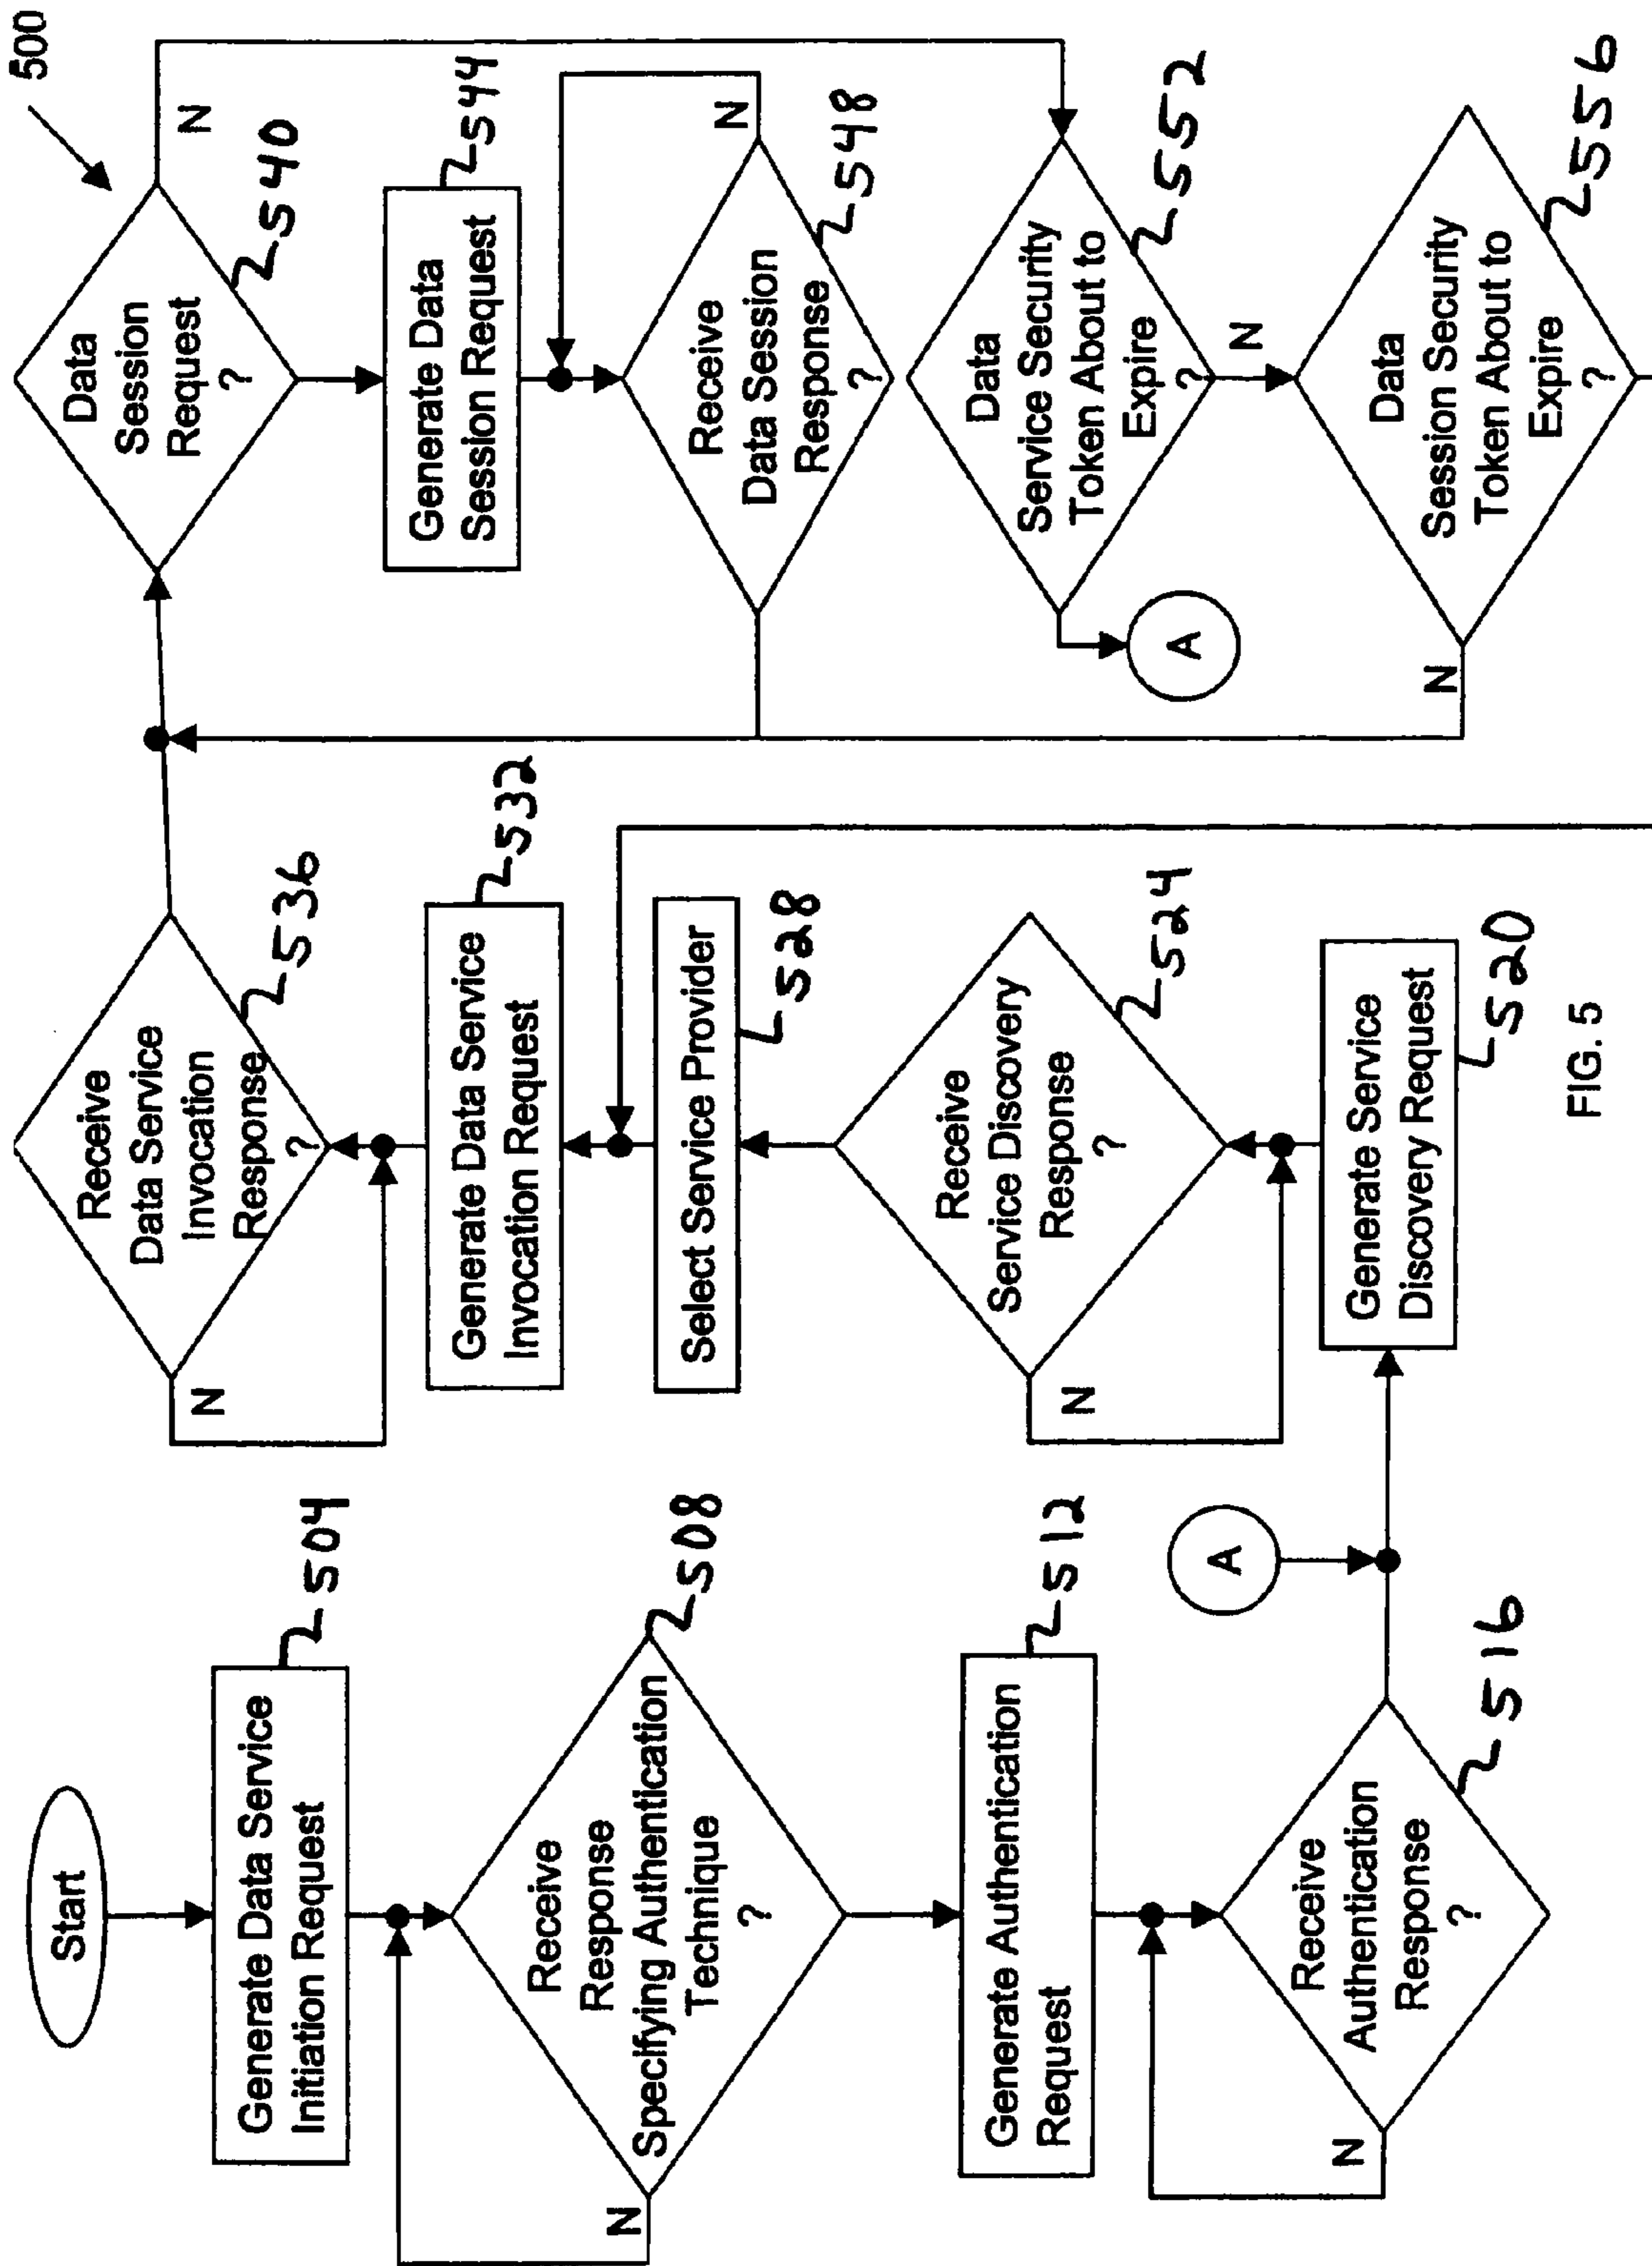 500
Start
Generate Data Service
Initiation Request
504
Receive
Response
Specifying Authentication
Technique
?
508
N
Generate Authentication
Request
512
Receive
Authentication
Response
?
516
N
A
Generate Service
Discovery Request
520
Receive
Service Discovery
Response
?
524
N
Select Service Provider
528
Generate Data Service
Invocation Request
532
Receive
Data Service
Invocation
Response
?
536
N
Data
Session
Request
?
540
N
Generate Data
Session Request
544
Receive
Data Session
Response
?
548
N
Data
Service Security
Token About to
Expire
?
552
N
A
Data
Session Security
Token About to
Expire
?
556
N
FIG. 5